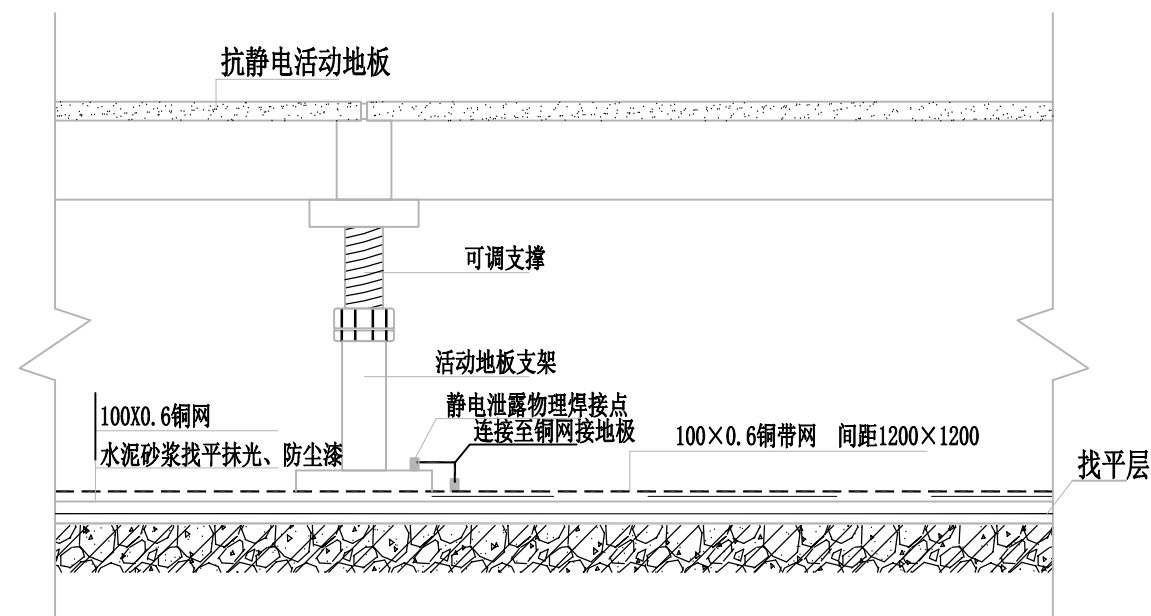 抗静电活动地板
可调支撑
活动地板支架
静电泄露物理焊接点
连接至铜网接地极
100X0.6铜网
水泥砂浆找平抹光、防尘漆
100×0.6铜带网 间距1200×1200
找平层